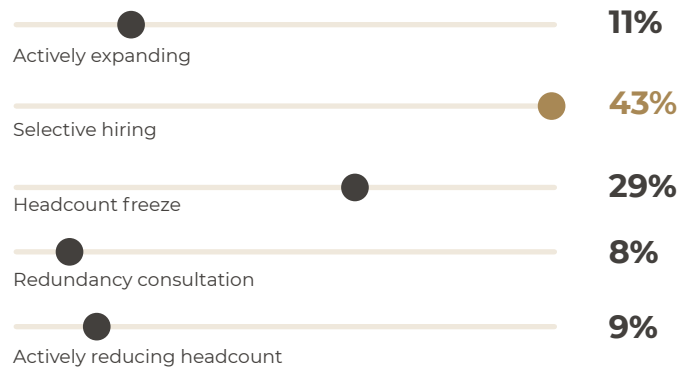 11%
Actively expanding
43%
Selective hiring
29%
Headcount freeze
8%
Redundancy consultation
9%
Actively reducing headcount